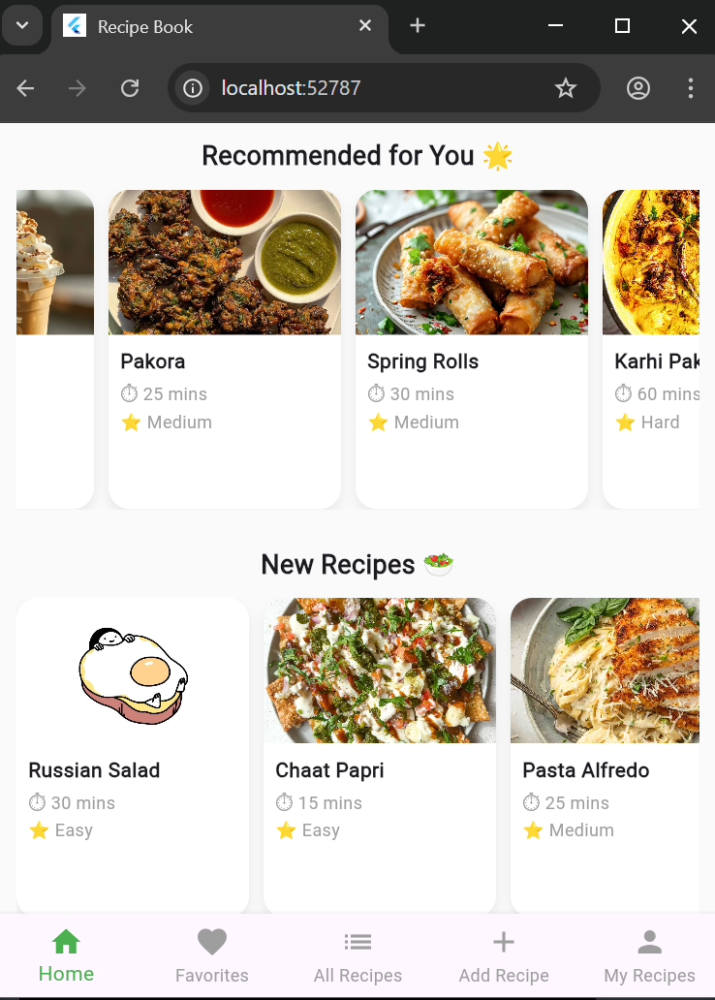 Recipe Book
localhost:52787
Recommended for You 🌟
Pakora
⏱ 25 mins
⭐ Medium
Spring Rolls
⏱ 30 mins
⭐ Medium
Karhi Pak
⏱ 60 mins
⭐ Hard
New Recipes 🥗
Russian Salad
⏱ 30 mins
⭐ Easy
Chaat Papri
⏱ 15 mins
⭐ Easy
Pasta Alfredo
⏱ 25 mins
⭐ Medium
Home
Favorites
All Recipes
Add Recipe
My Recipes